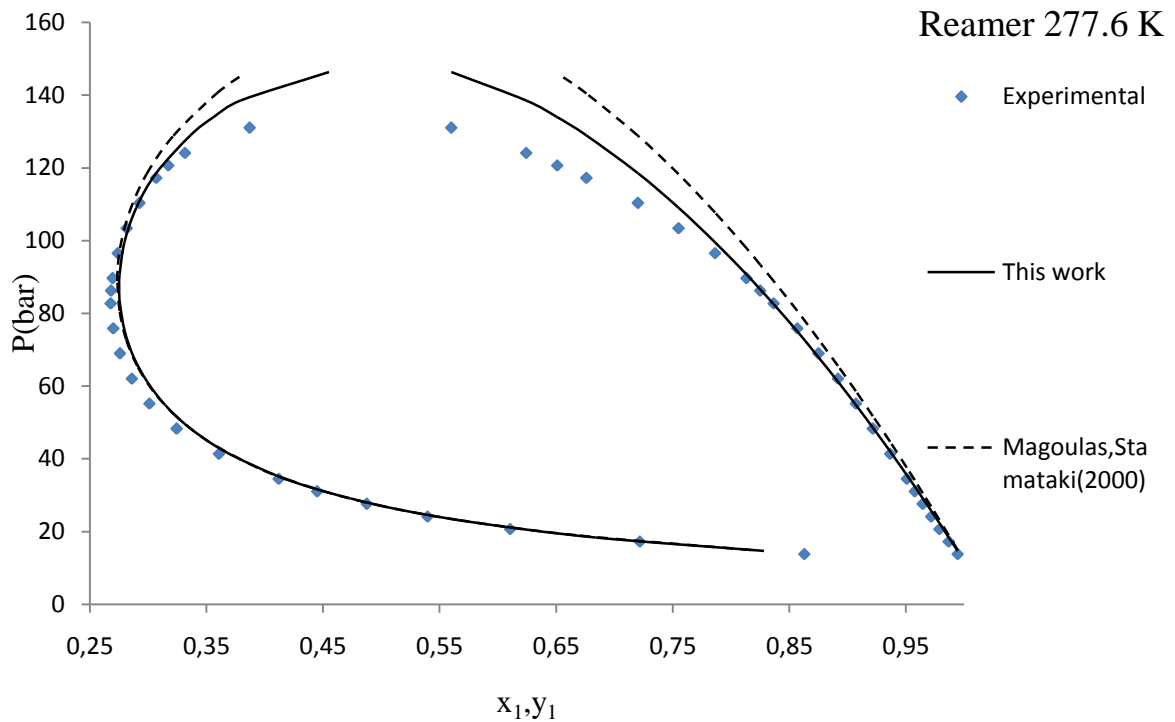 Reamer 277.6 K
160
140
120
100
80
60
40
20
0
P(bar)
0,25 0,35 0,45 0,55 0,65 0,75 0,85 0,95
x1,y1
Experimental
This work
Magoulas,Sta
mataki(2000)